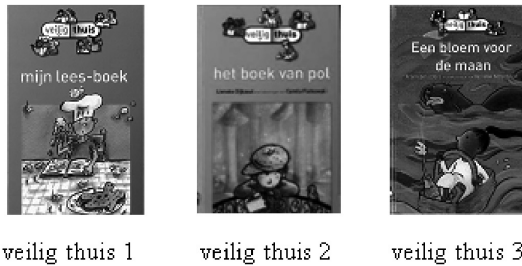 veilig thuis
mijn lees-boek
veilig thuis
het boek van pol
veilig thuis
Een bloem voor
de maan
veilig thuis 1
veilig thuis 2
veilig thuis 3